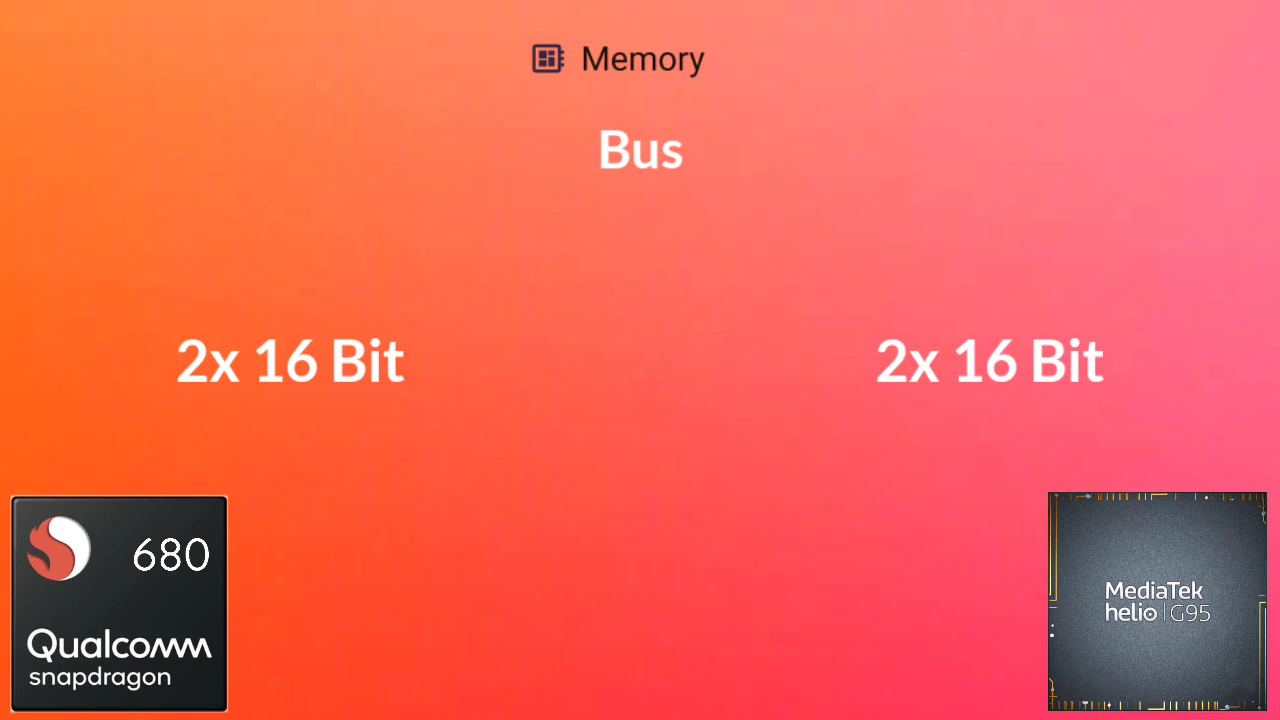 Memory
Bus
2x 16 Bit
2x 16 Bit
680
Qualcomm
snapdragon
MediaTek
helio | G95